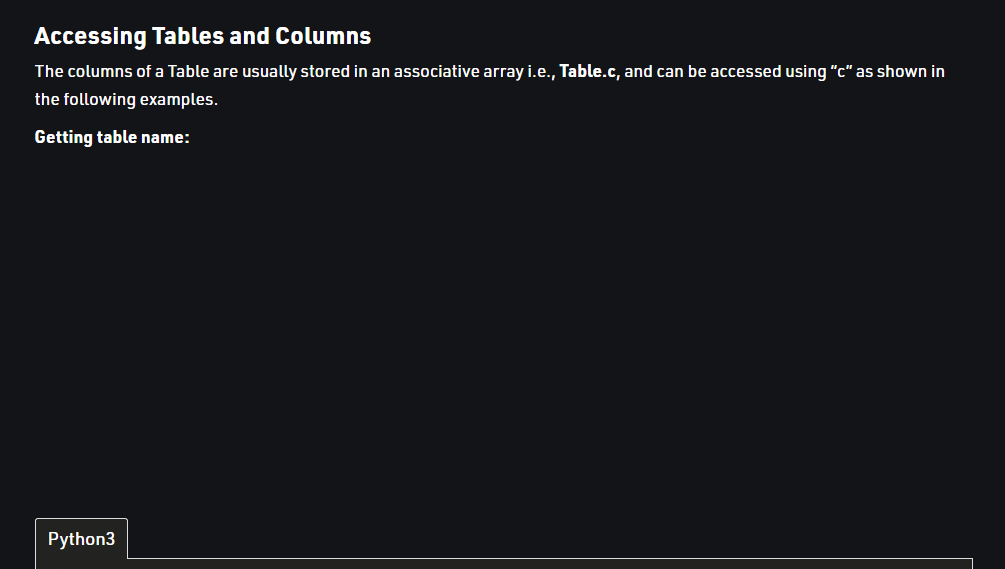 Accessing Tables and Columns
The columns of a Table are usually stored in an associative array i.e., Table.c, and can be accessed using “c” as shown in
the following examples.
Getting table name:
Python3